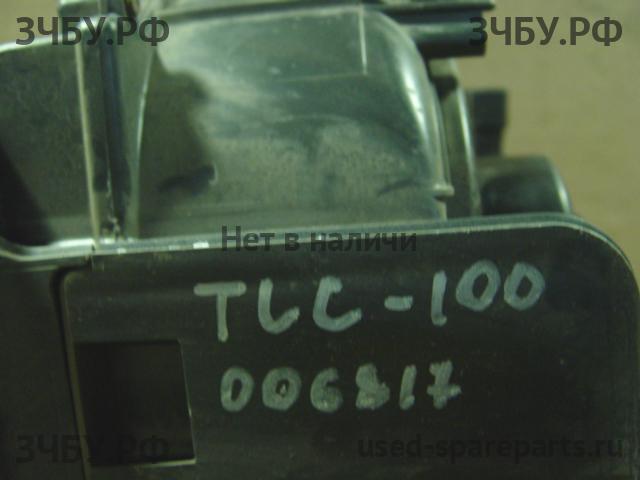 ЗЧБУ.РФ ЗЧБУ.РФ
Нет в наличи
TLC-100
006817
ЗЧБУ.РФ used-spareparts.ru